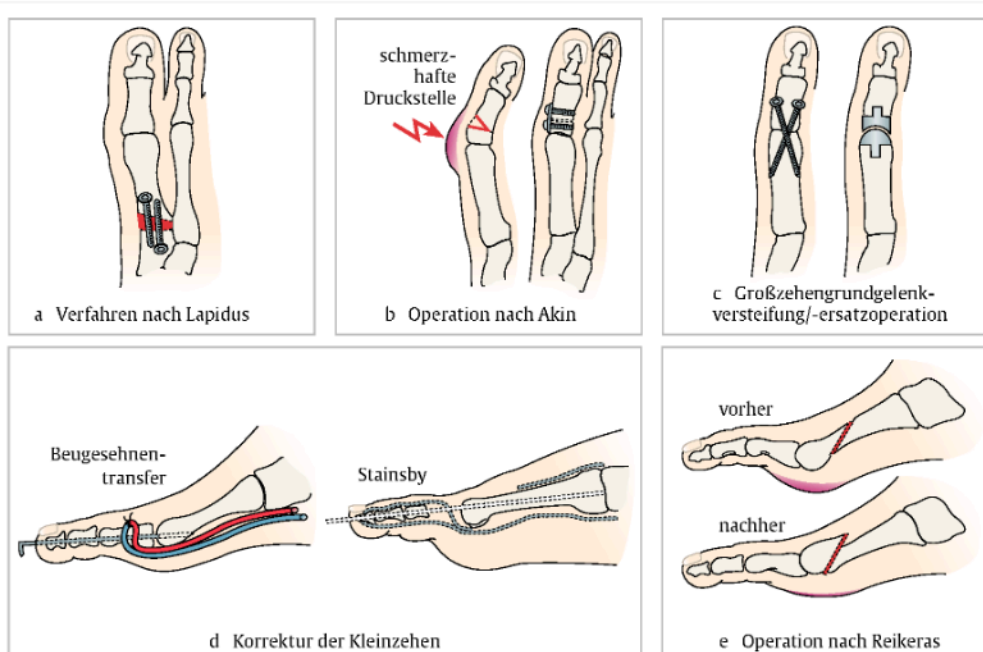 a Verfahren nach Lapidus
schmerz-
hafte
Druckstelle
b Operation nach Akin
c Großzehengrundgelenk-
versteifung/-ersatzoperation
Beugesehnen-
transfer
Stainsby
d Korrektur der Kleinzehen
vorher
nachher
e Operation nach Reikeras